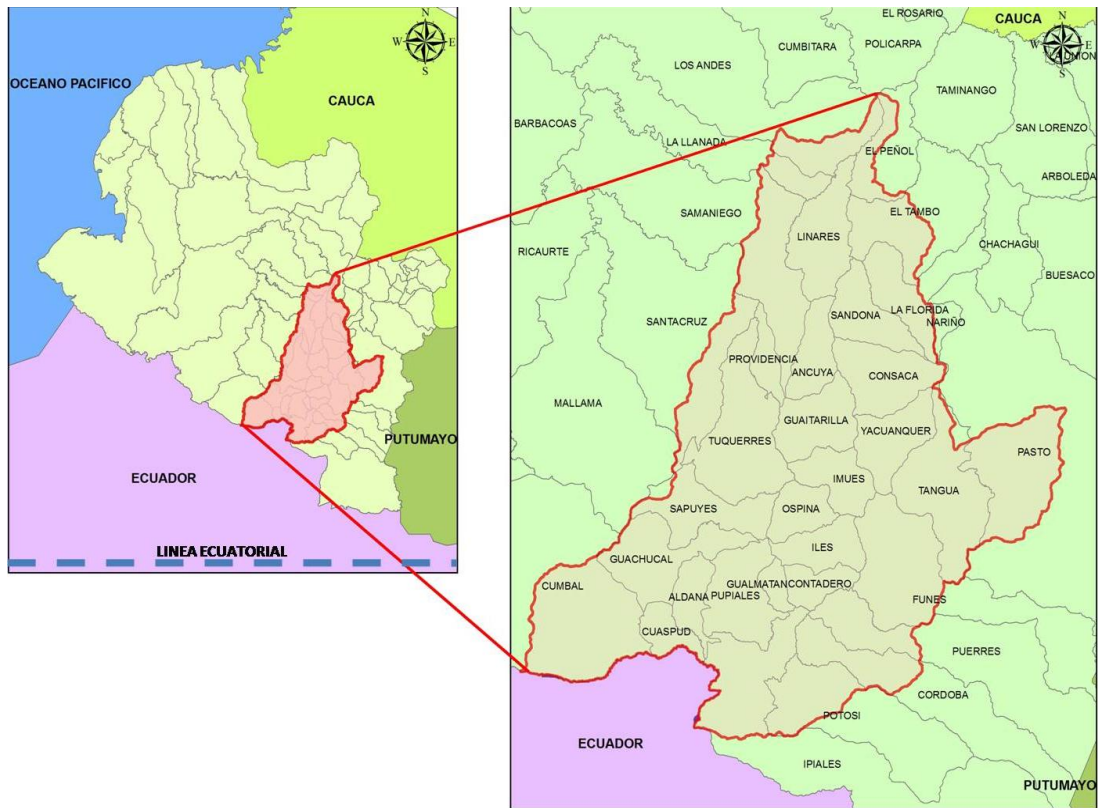 N
W E
S
OCEANO PACIFICO
CAUCA
PUTUMAYO
ECUADOR
LINEA ECUATORIAL
EL ROSARIO
CAUCA
N
W E
S
CUMBITARA
POLICARPA
LOS ANDES
TAMINANGO
BARBACOAS
SAN LORENZO
LA LLANADA
EL PEÑOL
ARBOLEDA
SAMANIEGO
EL TAMBO
LINARES
RICAURTE
CHACHAGUI
BUESACO
SANTACRUZ
SANDONA
LA FLORIDA
NARIÑO
PROVIDENCIA
ANCUYA
CONSACA
MALLAMA
GUAITARILLA
YACUANQUER
TUQUERRES
PASTO
IMUES
TANGUA
SAPUYES
OSPINA
ILES
GUACHUCAL
CUMBAL
GUALMATAN
CONTADERO
ALDANA
PUPIALES
FUNES
CUASPUD
PUERRES
CORDOBA
POTOSI
ECUADOR
IPIALES
PUTUMAYO